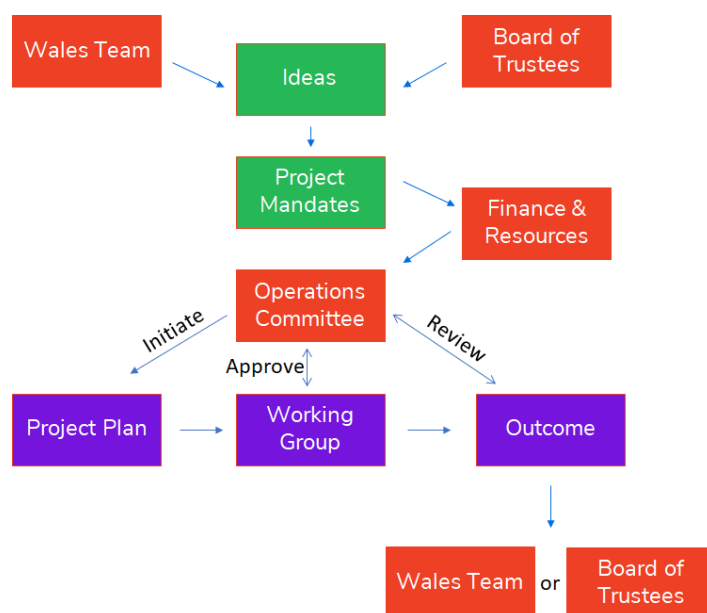 Wales Team
Board of
Trustees
Ideas
Project
Mandates
Finance &
Resources
Operations
Committee
Initiate
Approve
Review
Project Plan
Working
Group
Outcome
Wales Team or Board of
Trustees